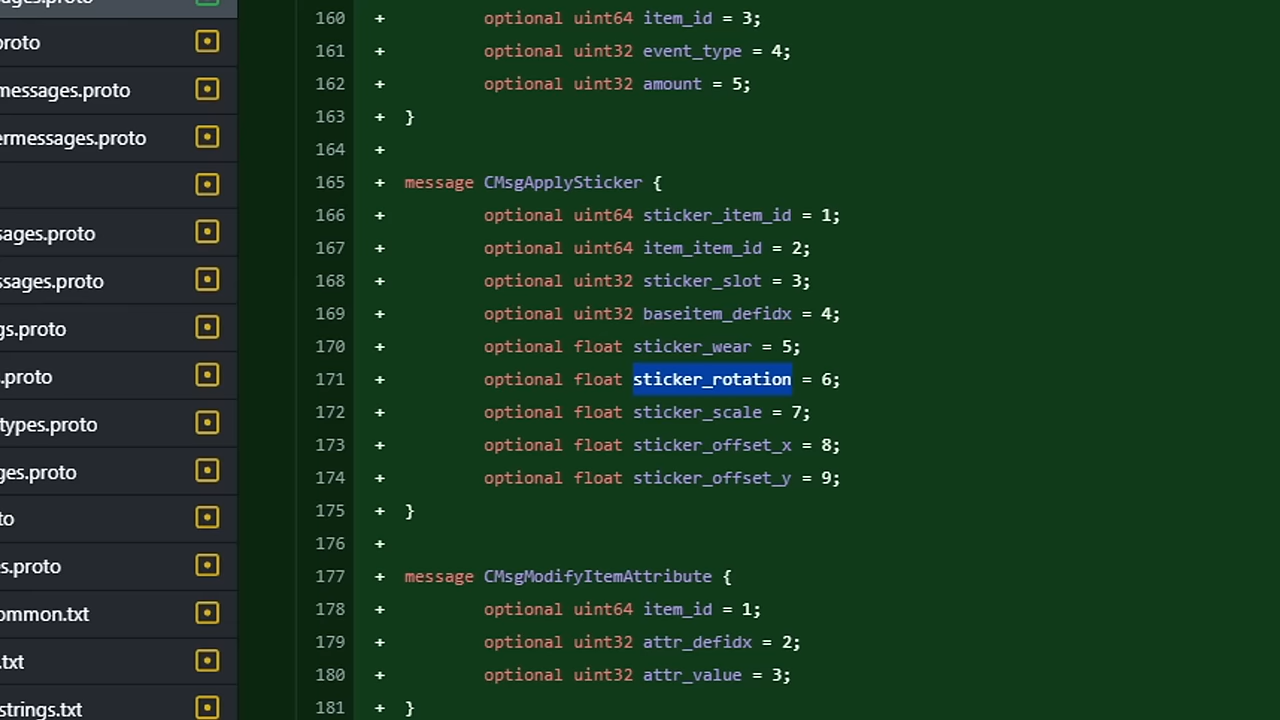 ages.proto
proto
messages.proto
ermessages.proto
sages.proto
ssages.proto
gs.proto
.proto
types.proto
ges.proto
to
s.proto
ommon.txt
.txt
strings.txt
160 + optional uint64 item_id = 3;
161 + optional uint32 event_type = 4;
162 + optional uint32 amount = 5;
163 + }
164 +
165 + message CMsgApplySticker {
166 + optional uint64 sticker_item_id = 1;
167 + optional uint64 item_item_id = 2;
168 + optional uint32 sticker_slot = 3;
169 + optional uint32 baseitem_defidx = 4;
170 + optional float sticker_wear = 5;
171 + optional float sticker_rotation = 6;
172 + optional float sticker_scale = 7;
173 + optional float sticker_offset_x = 8;
174 + optional float sticker_offset_y = 9;
175 + }
176 +
177 + message CMsgModifyItemAttribute {
178 + optional uint64 item_id = 1;
179 + optional uint32 attr_defidx = 2;
180 + optional uint32 attr_value = 3;
181 + }